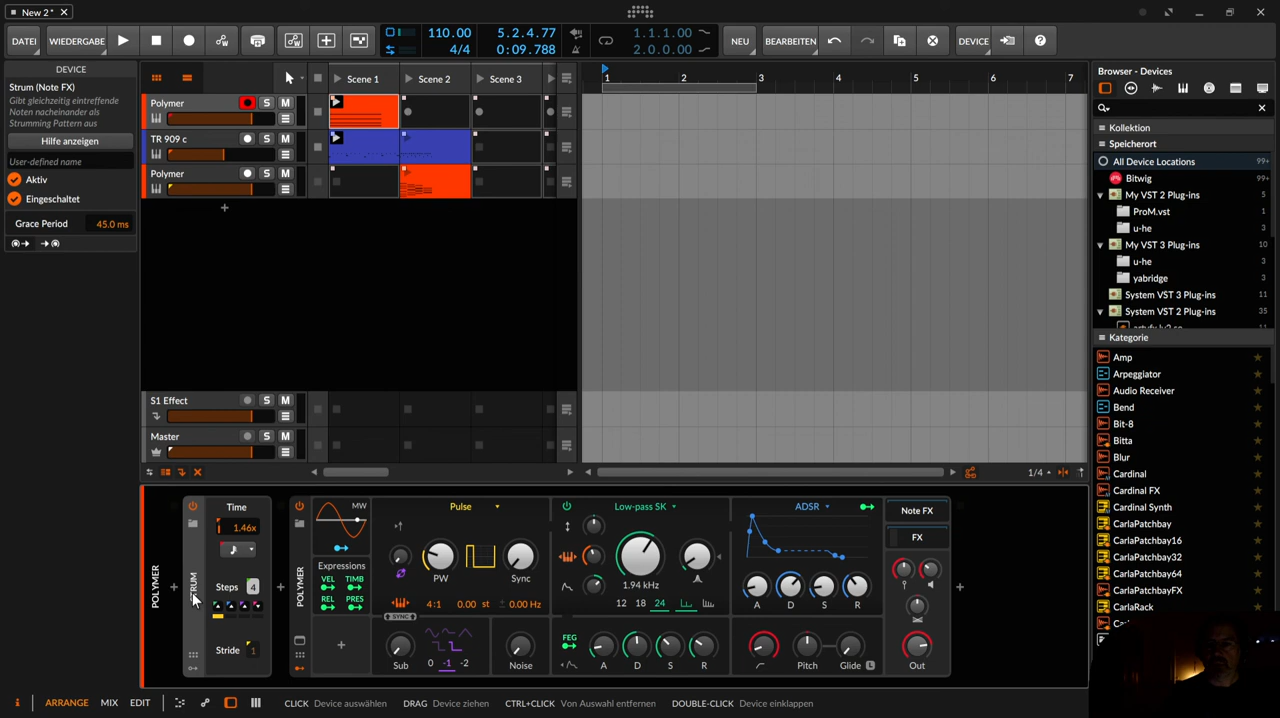 New 2*
DATEI
WIEDERGABE
110.00
4/4
5.2.4.77
0:09.788
1.1.1.00
2.0.0.00
NEU
BEARBEITEN
DEVICE
DEVICE
Strum (Note FX)
Gibt gleichzeitig eintreffende
Noten nacheinander als
Strumming Pattern aus
Hilfe anzeigen
User-defined name
Aktiv
Eingeschaltet
Grace Period
45.0 ms
Scene 1
Scene 2
Scene 3
Polymer
S
M
TR 909 c
S
M
Polymer
S
M
+
S1 Effect
S
M
Master
S
M
1
2
3
4
5
6
7
1/4
Browser - Devices
Kollektion
Speicherort
All Device Locations 99+
Bitwig 99+
My VST 2 Plug-ins 5
ProM.vst 1
u-he 3
My VST 3 Plug-ins 10
u-he 3
yabridge 3
System VST 3 Plug-ins 11
System VST 2 Plug-ins 35
Kategorie
Amp
Arpeggiator
Audio Receiver
Bend
Bit-8
Bitta
Blur
Cardinal
Cardinal FX
Cardinal Synth
CarlaPatchbay
CarlaPatchbay16
CarlaPatchbay32
CarlaPatchbay64
CarlaPatchbayFX
CarlaRack
POLYMER
Time
1.46x
Steps
4
Stride
1
POLYMER
MW
Expressions
VEL
TIMB
REL
PRES
Pulse
PW
Sync
4:1
0.00 st
± 0.00 Hz
SYNC
Sub
0
-1
-2
Noise
Low-pass SK
1.94 kHz
12
18
24
FEG
A
D
S
R
ADSR
A
D
S
R
Pitch
Glide
L
Note FX
FX
Out
i
ARRANGE
MIX
EDIT
CLICK Device auswählen
DRAG Device ziehen
CTRL+CLICK Von Auswahl entfernen
DOUBLE-CLICK Device einklappen